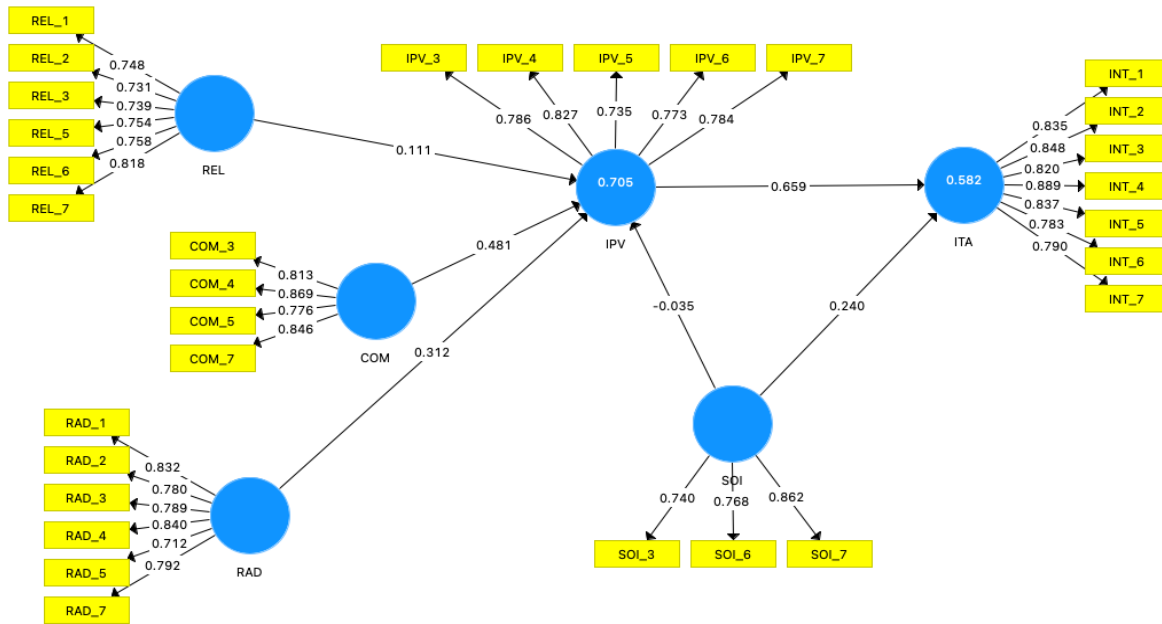 REL_1
REL_2
REL_3
REL_5
REL_6
REL_7
0.748
0.731
0.739
0.754
0.758
0.818
REL
IPV_3
IPV_4
IPV_5
IPV_6
IPV_7
0.786
0.827
0.735
0.773
0.784
0.705
IPV
0.111
0.659
INT_1
INT_2
INT_3
INT_4
INT_5
INT_6
INT_7
0.835
0.848
0.820
0.889
0.837
0.783
0.790
0.582
ITA
COM_3
COM_4
COM_5
COM_7
0.813
0.869
0.776
0.846
COM
0.481
0.312
-0.035
0.240
RAD_1
RAD_2
RAD_3
RAD_4
RAD_5
RAD_7
0.832
0.780
0.789
0.840
0.712
0.792
RAD
SOI
0.740
0.768
0.862
SOI_3
SOI_6
SOI_7